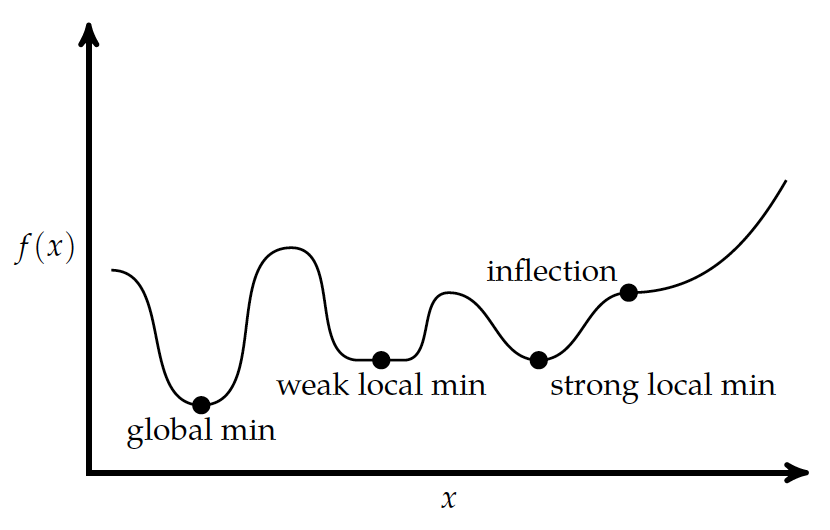 f(x)
inflection
weak local min
strong local min
global min
x